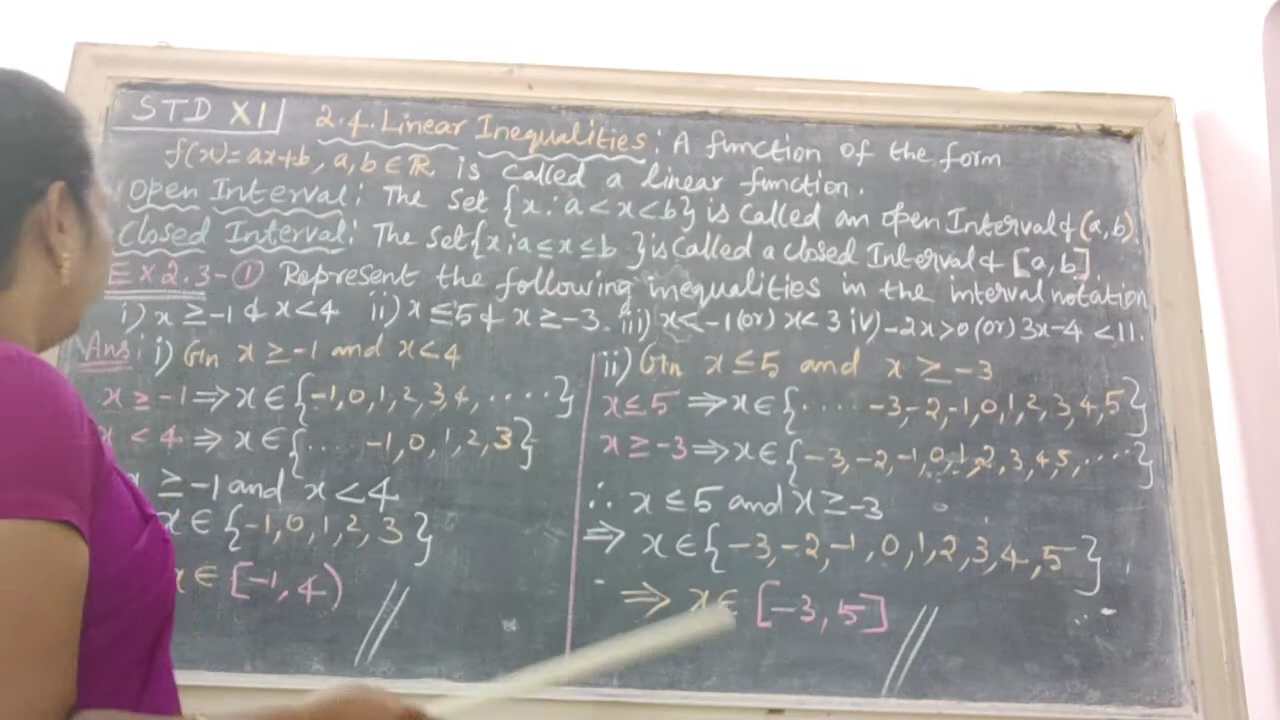 STD XI
2.4. Linear Inequalities: A function of the form
f(x)=ax+b, a,b∈R is called a linear function.
Open Interval: The set {x:a<x<b} is called an open Interval & (a,b).
Closed Interval: The set{x:a≤x≤b }is called a closed Interval & [a,b].
EX 2.3-① Represent the following inequalities in the interval notation
i) x ≥-1 & x<4 ii) x ≤5 & x ≥-3. iii) x<-1 (or) x< 3 iv) -2x>0 (or) 3x-4 <11.
Ans: i) Gn x ≥-1 and x<4
x ≥ -1 ⇒x∈{-1,0,1,2,3,4,.....}
x < 4 ⇒ x∈{.... -1,0,1,2,3}
≥-1 and x<4
x∈{-1,0,1,2,3}
x∈ [-1,4)
ii) Gn x ≤5 and x ≥ -3
x≤5 ⇒x∈{..... -3,-2,-1,0,1,2,3,4,5}
x ≥ -3⇒x∈{-3,-2,-1,0,1,2,3,4,5,....}
∴ x ≤5 and x ≥-3
⇒ x∈{-3,-2,-1,0,1,2,3,4,5}
⇒ x∈ [-3,5]